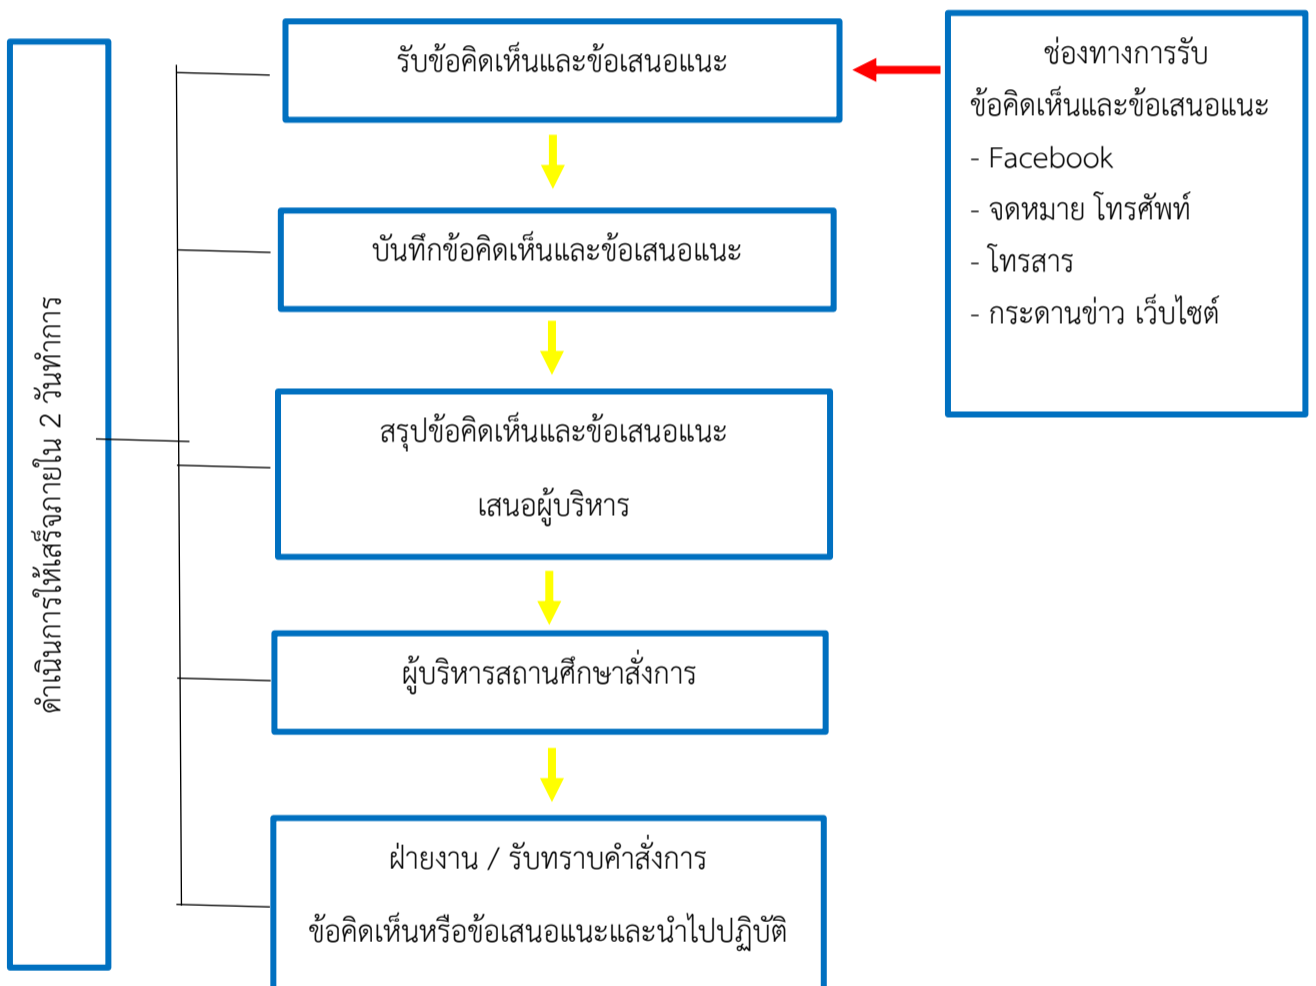 รับข้อคิดเห็นและข้อเสนอแนะ
ช่องทางการรับ
ข้อคิดเห็นและข้อเสนอแนะ
- Facebook
- จดหมาย โทรศัพท์
- โทรสาร
- กระดานข่าว เว็บไซต์
บันทึกข้อคิดเห็นและข้อเสนอแนะ
สรุปข้อคิดเห็นและข้อเสนอแนะ
เสนอผู้บริหาร
ผู้บริหารสถานศึกษาสั่งการ
ฝ่ายงาน / รับทราบคำสั่งการ
ข้อคิดเห็นหรือข้อเสนอแนะและนำไปปฏิบัติ
ดำเนินการให้เสร็จภายใน 2 วันทำการ